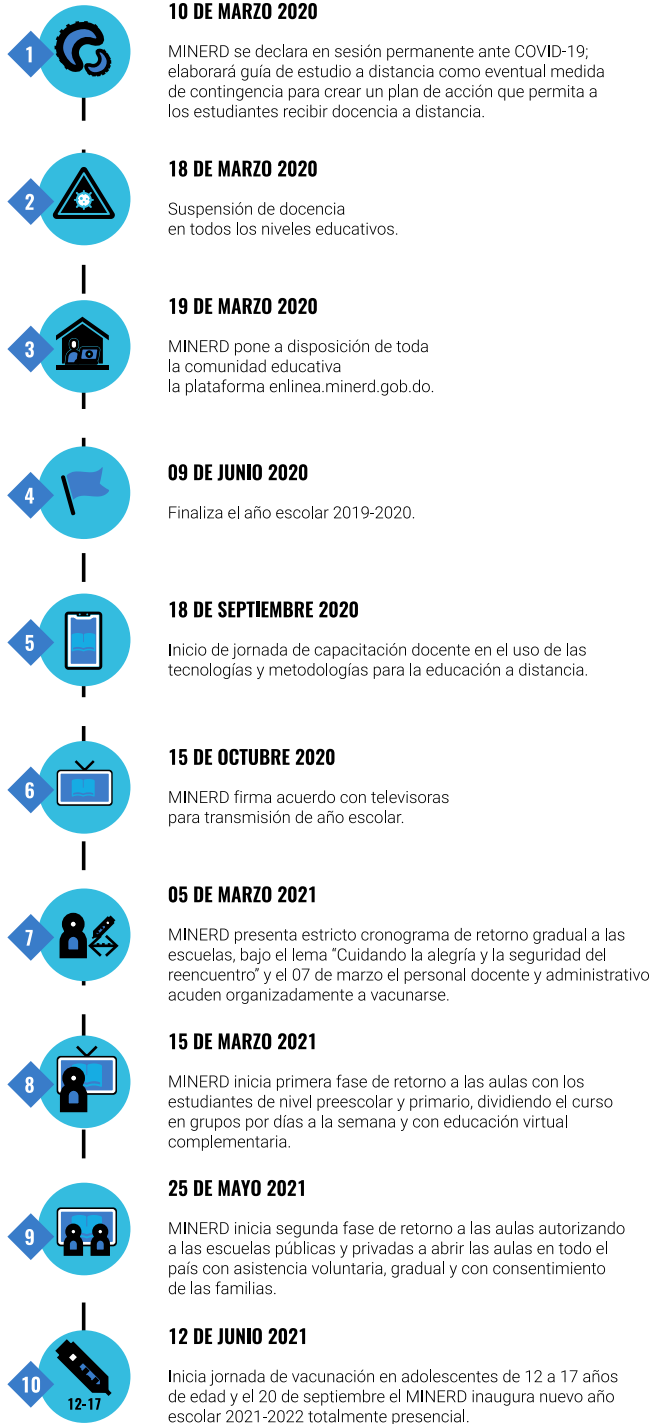 10 DE MARZO 2020
1
MINERD se declara en sesión permanente ante COVID-19;
elaborará guía de estudio a distancia como eventual medida
de contingencia para crear un plan de acción que permita a
los estudiantes recibir docencia a distancia.
18 DE MARZO 2020
2
Suspensión de docencia
en todos los niveles educativos.
19 DE MARZO 2020
3
MINERD pone a disposición de toda
la comunidad educativa
la plataforma enlinea.minerd.gob.do.
09 DE JUNIO 2020
4
Finaliza el año escolar 2019-2020.
18 DE SEPTIEMBRE 2020
5
Inicio de jornada de capacitación docente en el uso de las
tecnologías y metodologías para la educación a distancia.
15 DE OCTUBRE 2020
6
MINERD firma acuerdo con televisoras
para transmisión de año escolar.
05 DE MARZO 2021
7
MINERD presenta estricto cronograma de retorno gradual a las
escuelas, bajo el lema “Cuidando la alegría y la seguridad del
reencuentro” y el 07 de marzo el personal docente y administrativo
acuden organizadamente a vacunarse.
15 DE MARZO 2021
8
MINERD inicia primera fase de retorno a las aulas con los
estudiantes de nivel preescolar y primario, dividiendo el curso
en grupos por días a la semana y con educación virtual
complementaria.
25 DE MAYO 2021
9
MINERD inicia segunda fase de retorno a las aulas autorizando
a las escuelas públicas y privadas a abrir las aulas en todo el
país con asistencia voluntaria, gradual y con consentimiento
de las familias.
12 DE JUNIO 2021
10
12-17
Inicia jornada de vacunación en adolescentes de 12 a 17 años
de edad y el 20 de septiembre el MINERD inaugura nuevo año
escolar 2021-2022 totalmente presencial.